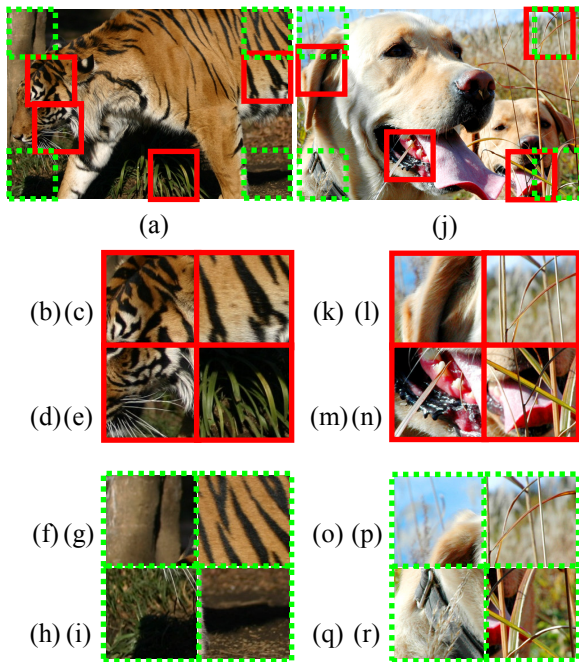 (a) (j)
(b) (c) (k) (l)
(d) (e) (m) (n)
(f) (g) (o) (p)
(h) (i) (q) (r)